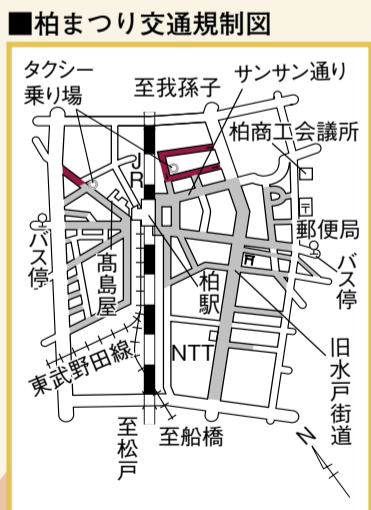 ■柏まつり交通規制図
タクシー
乗り場
至我孫子
サンサン通り
柏商工会議所
JR
〒
郵便局
バス停
バス停
髙島屋
柏駅
東武野田線
NTT
旧水戸街道
至松戸
至船橋
N